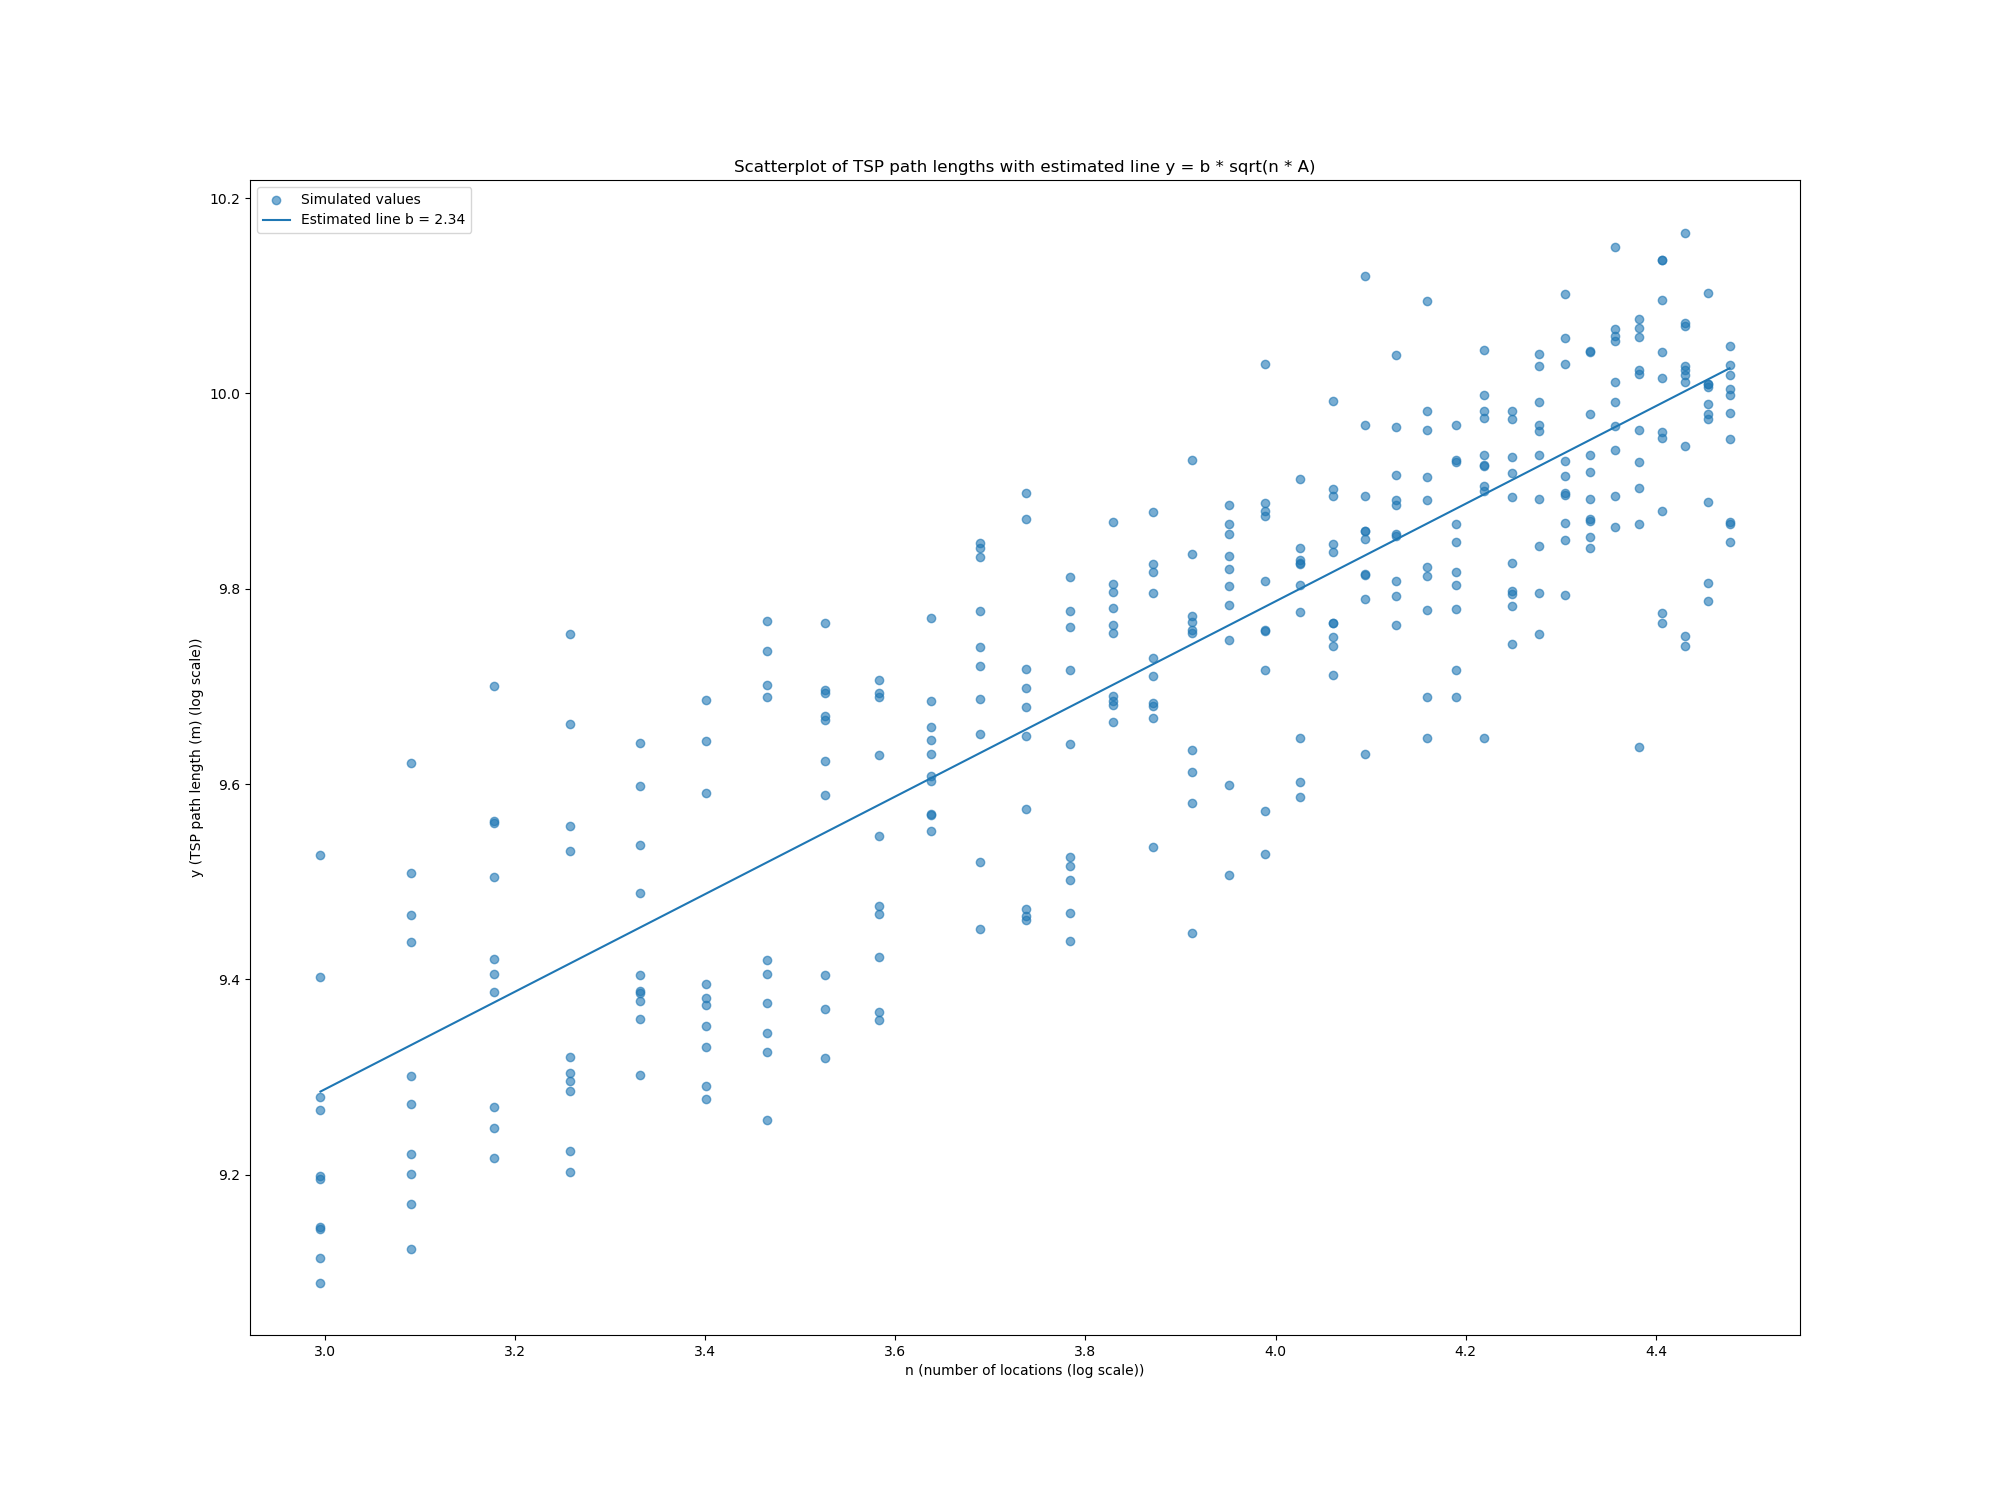 Scatterplot of TSP path lengths with estimated line y = b * sqrt(n * A)
Simulated values
Estimated line b = 2.34
10.2
10.0
9.8
9.6
9.4
9.2
y (TSP path length (m) (log scale))
3.0 3.2 3.4 3.6 3.8 4.0 4.2 4.4
n (number of locations (log scale))